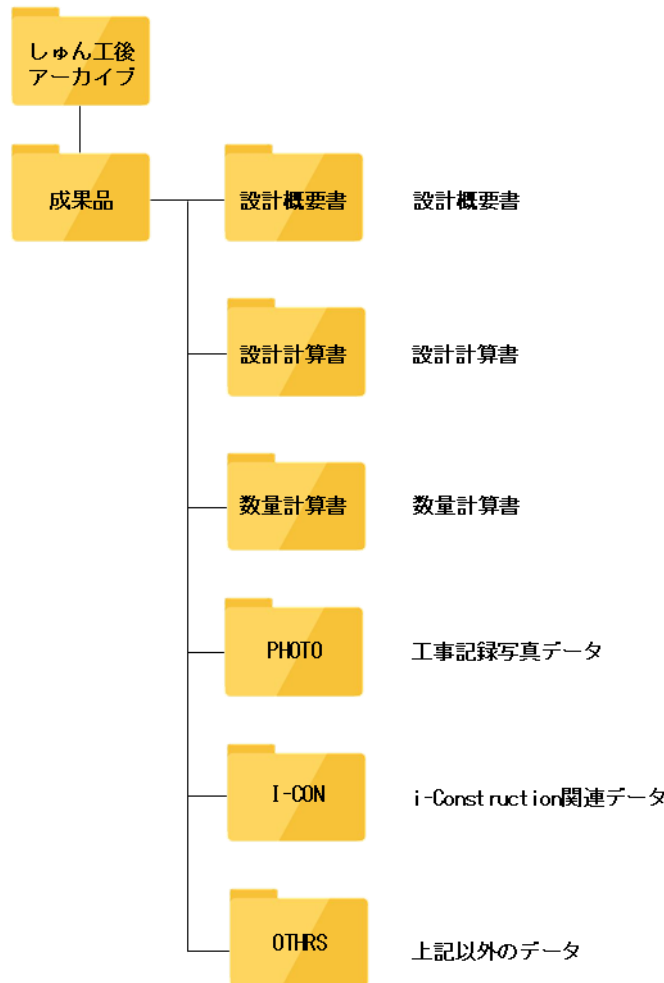 しゅん工後
アーカイブ
成果品
設計概要書 設計概要書
設計計算書 設計計算書
数量計算書 数量計算書
PHOTO 工事記録写真データ
I-CON i-Construction関連データ
OTHRS 上記以外のデータ